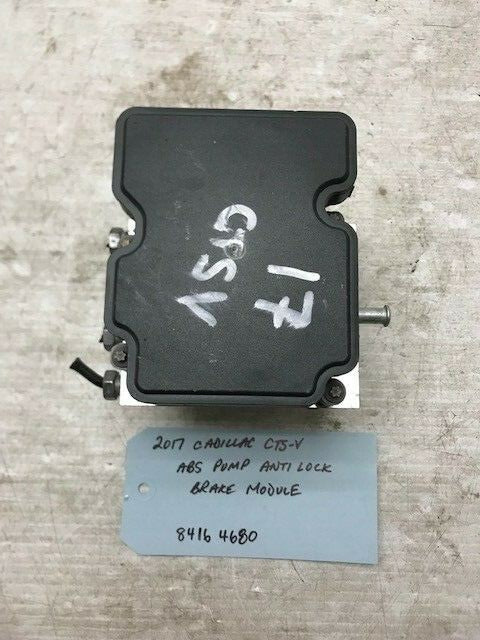 CTSV
17
2017 CADILLAC CTS-V
ABS PUMP ANTI LOCK
BRAKE MODULE
8416 4680